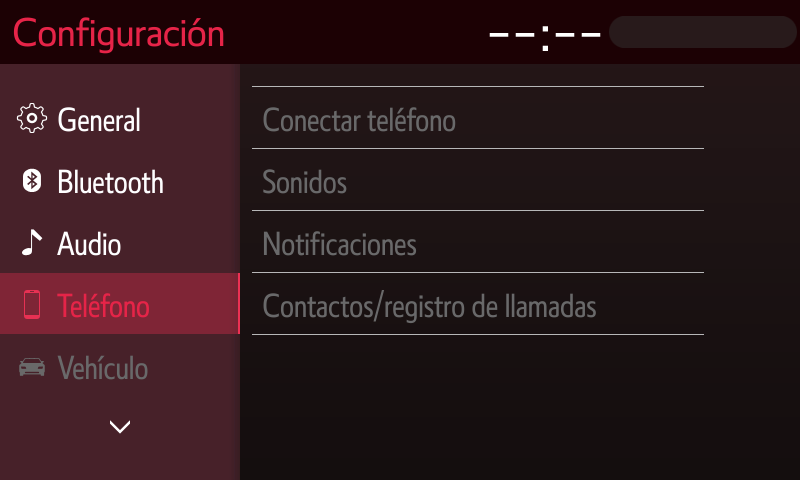 Configuración
--:--
General
Bluetooth
Audio
Teléfono
Vehículo
Conectar teléfono
Sonidos
Notificaciones
Contactos/registro de llamadas